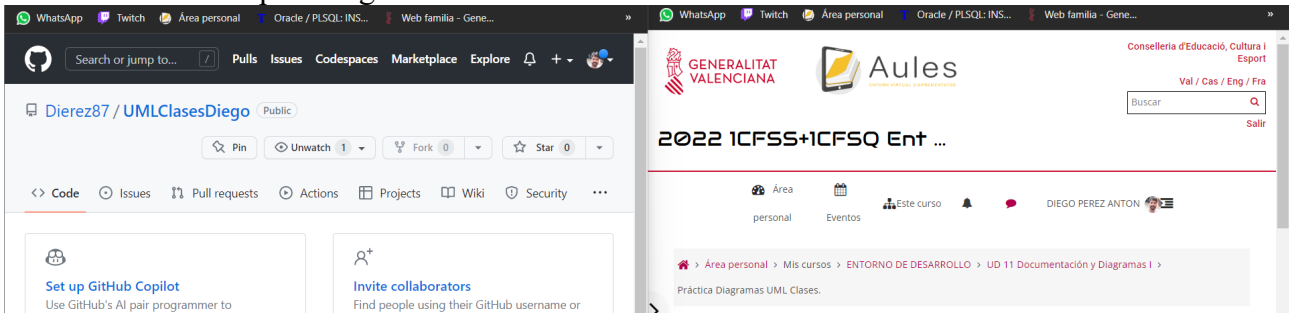 WhatsApp Twitch Área personal Oracle / PLSQL: INS... Web familia - Gene... »
Search or jump to... / Pulls Issues Codespaces Marketplace Explore
Dierez87 / UMLClasesDiego Public
Pin Unwatch 1 Fork 0 Star 0
Code Issues Pull requests Actions Projects Wiki Security ...
Set up GitHub Copilot
Use GitHub's AI pair programmer to
Invite collaborators
Find people using their GitHub username or
WhatsApp Twitch Área personal Oracle / PLSQL: INS... Web familia - Gene... »
GENERALITAT
VALENCIANA
Aules
Conselleria d'Educació, Cultura i
Esport
Val / Cas / Eng / Fra
Buscar
Salir
2022 1CFSS+1CFSQ Ent ...
Área
personal
Eventos
Este curso
DIEGO PEREZ ANTON
> Área personal > Mis cursos > ENTORNO DE DESARROLLO > UD 11 Documentación y Diagramas I >
Práctica Diagramas UML Clases.